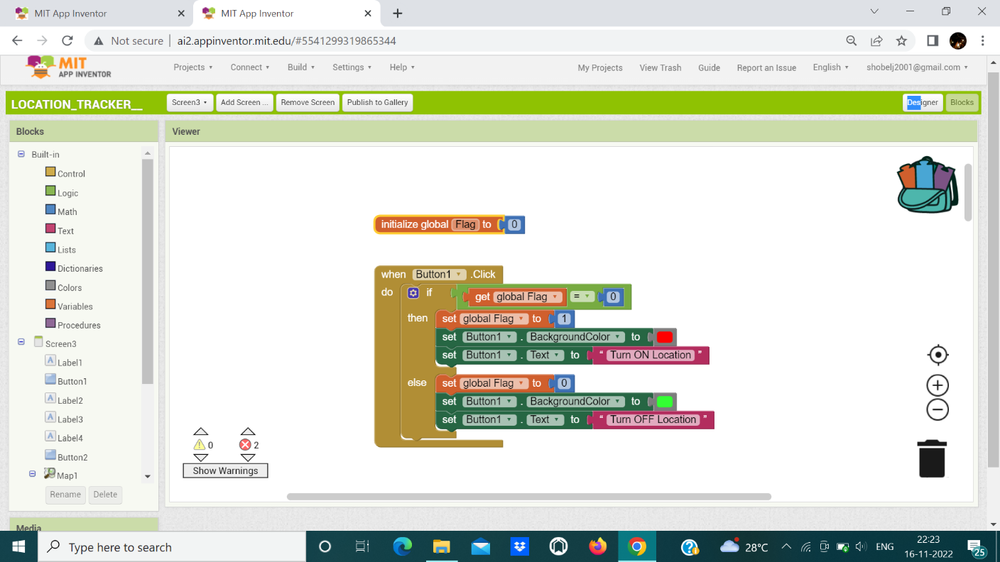 MIT App Inventor
MIT App Inventor
Not secure
ai2.appinventor.mit.edu/#5541299319865344
MIT
APP INVENTOR
Projects
Connect
Build
Settings
Help
My Projects
View Trash
Guide
Report an Issue
English
shobelj2001@gmail.com
LOCATION_TRACKER__
Screen3
Add Screen ...
Remove Screen
Publish to Gallery
Designer
Blocks
Blocks
Viewer
Built-in
Control
Logic
Math
Text
Lists
Dictionaries
Colors
Variables
Procedures
Screen3
Label1
Button1
Label2
Label3
Label4
Button2
Map1
Rename
Delete
Media
initialize global Flag to 0
when Button1 .Click
do if get global Flag = 0
then set global Flag to 1
set Button1 . BackgroundColor to
set Button1 . Text to “ Turn ON Location ”
else set global Flag to 0
set Button1 . BackgroundColor to
set Button1 . Text to “ Turn OFF Location ”
0
2
Show Warnings
Type here to search
28°C
ENG
22:23
16-11-2022
25